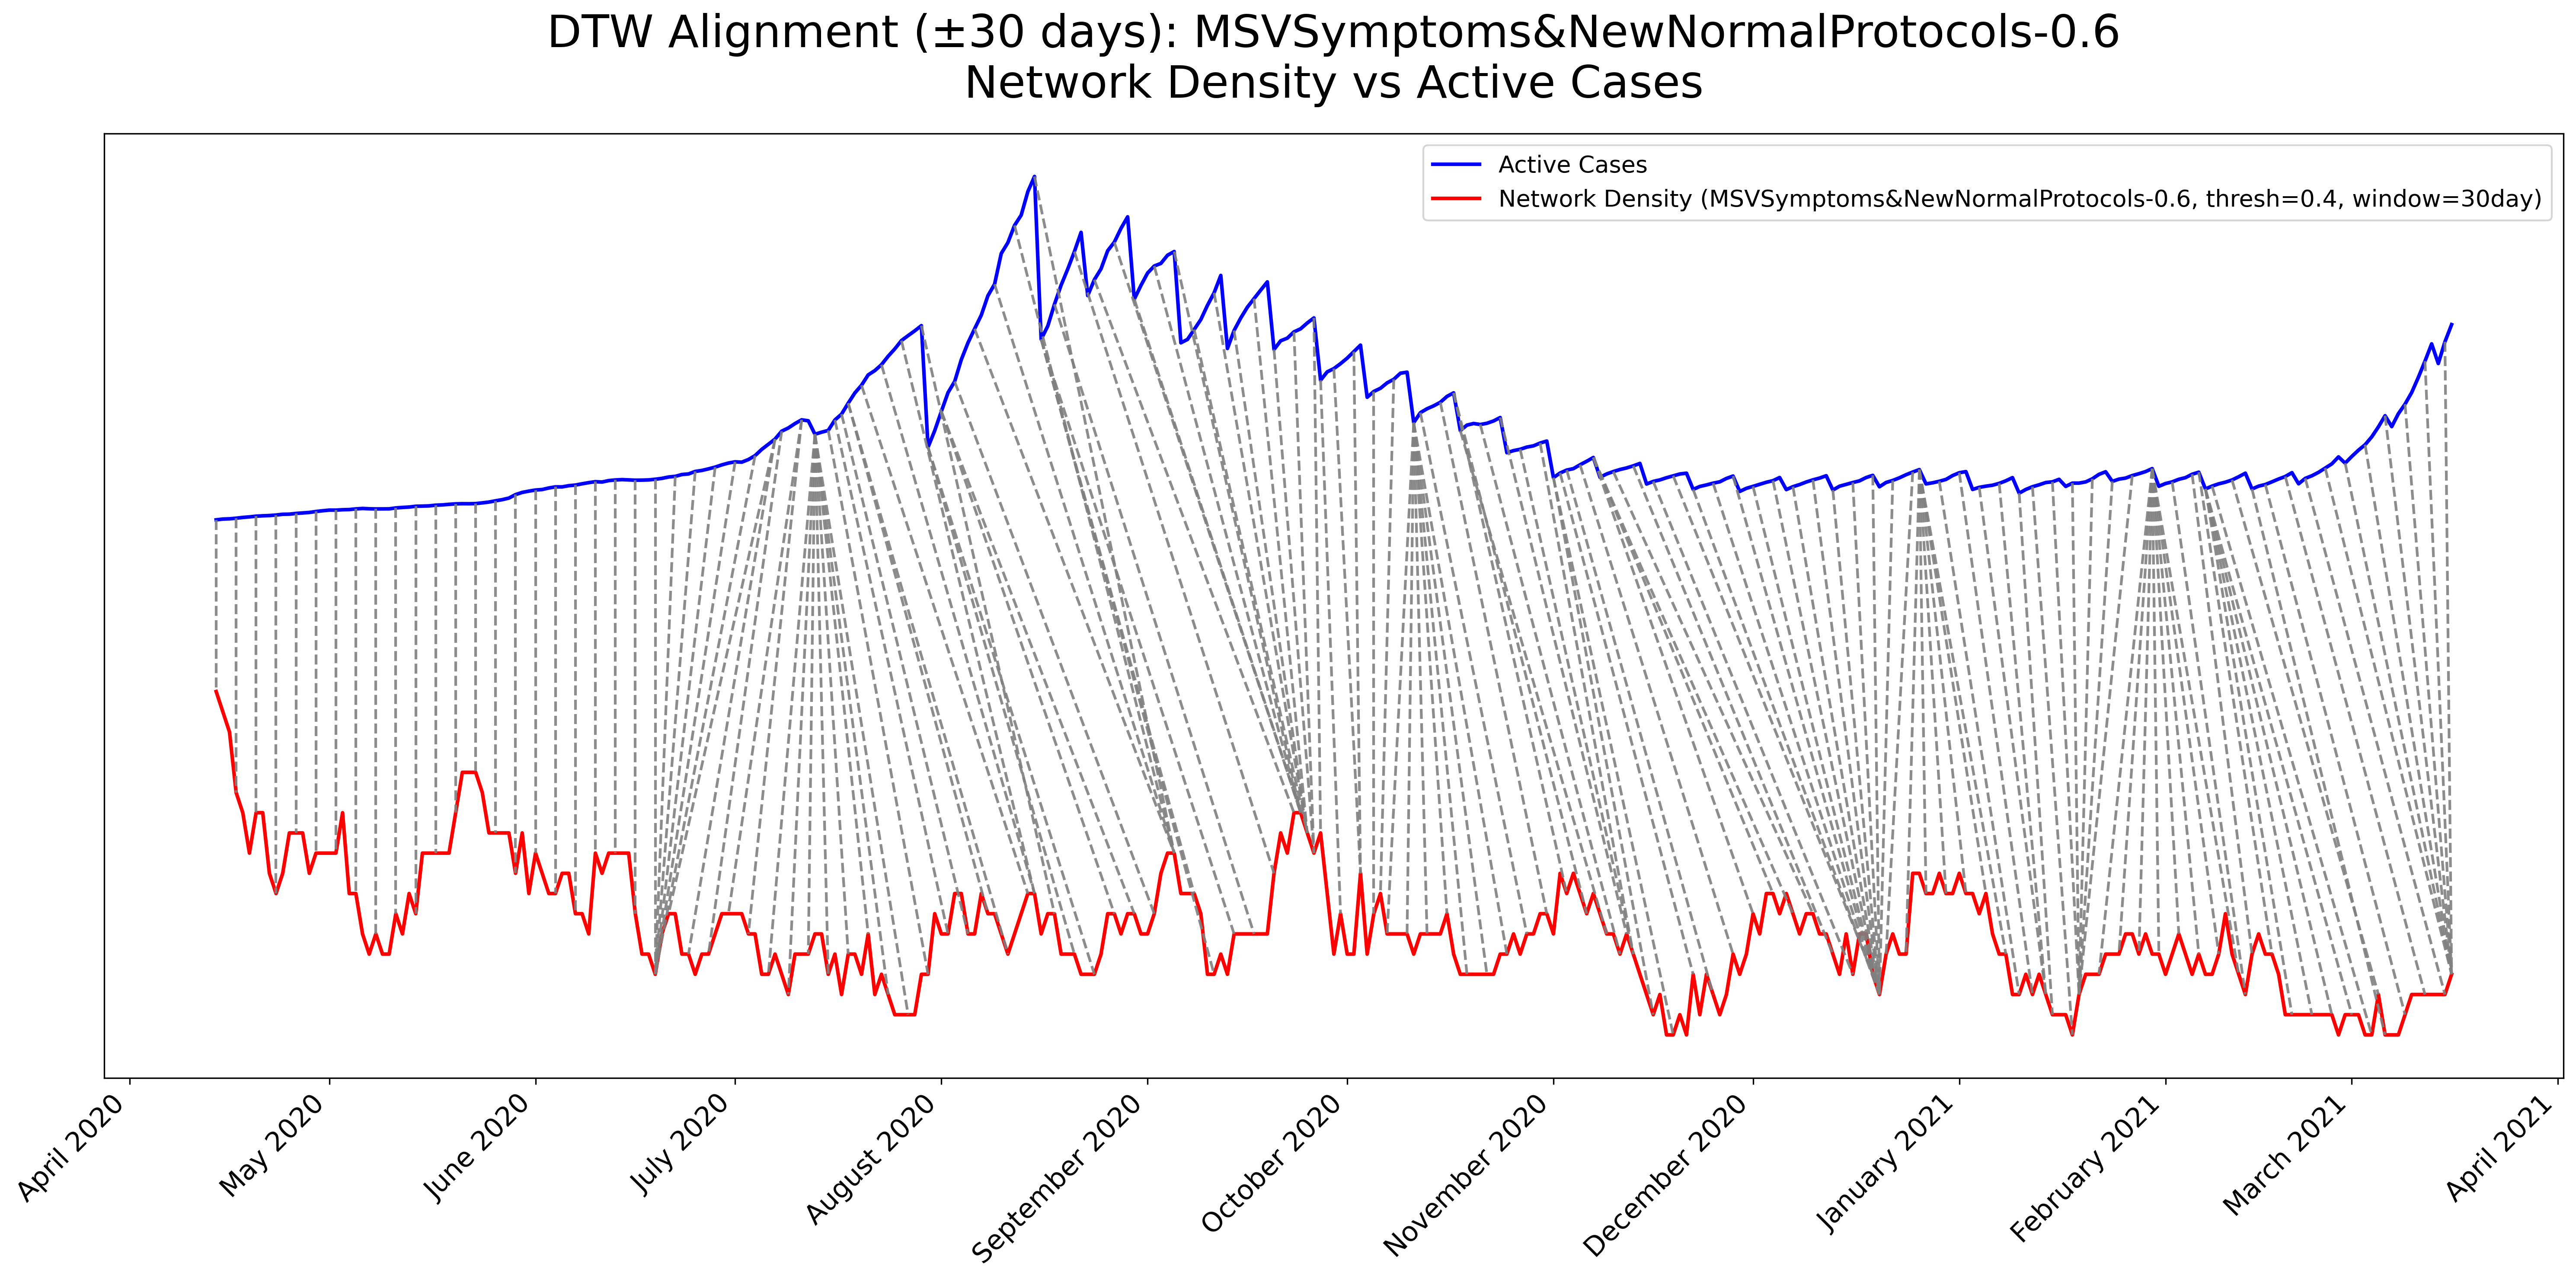 DTW Alignment (±30 days): MSVSymptoms&NewNormalProtocols-0.6
Network Density vs Active Cases
Active Cases
Network Density (MSVSymptoms&NewNormalProtocols-0.6, thresh=0.4, window=30day)
April 2020
May 2020
June 2020
July 2020
August 2020
September 2020
October 2020
November 2020
December 2020
January 2021
February 2021
March 2021
April 2021